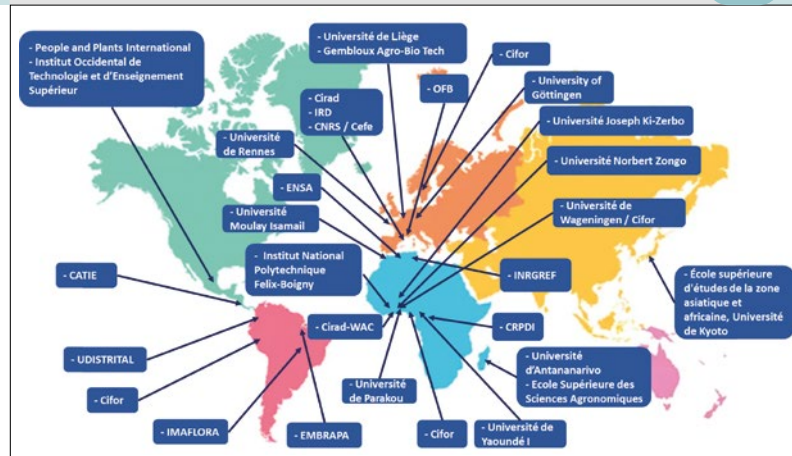 - People and Plants International
- Institut Occidental de
Technologie et d'Enseignement
Supérieur
- Université de Liège
- Gembloux Agro-Bio Tech
- Cifor
- OFB
- University of
Göttingen
- Cirad
- IRD
- CNRS / Cefe
- Université Joseph Ki-Zerbo
- Université
de Rennes
- Université Norbert Zongo
- ENSA
- Université
Moulay Isamail
- Université de
Wageningen / Cifor
- Institut National
Polytechnique
Felix-Boigny
- INRGREF
- CATIE
- École supérieure
d'études de la zone
asiatique et
africaine, Université
de Kyoto
- Cirad-WAC
- CRPDI
- UDISTRITAL
- Université
d'Antananarivo
- Ecole Supérieure des
Sciences Agronomiques
- Université
de Parakou
- Cifor
- IMAFLORA
- EMBRAPA
- Cifor
- Université de
Yaoundé I